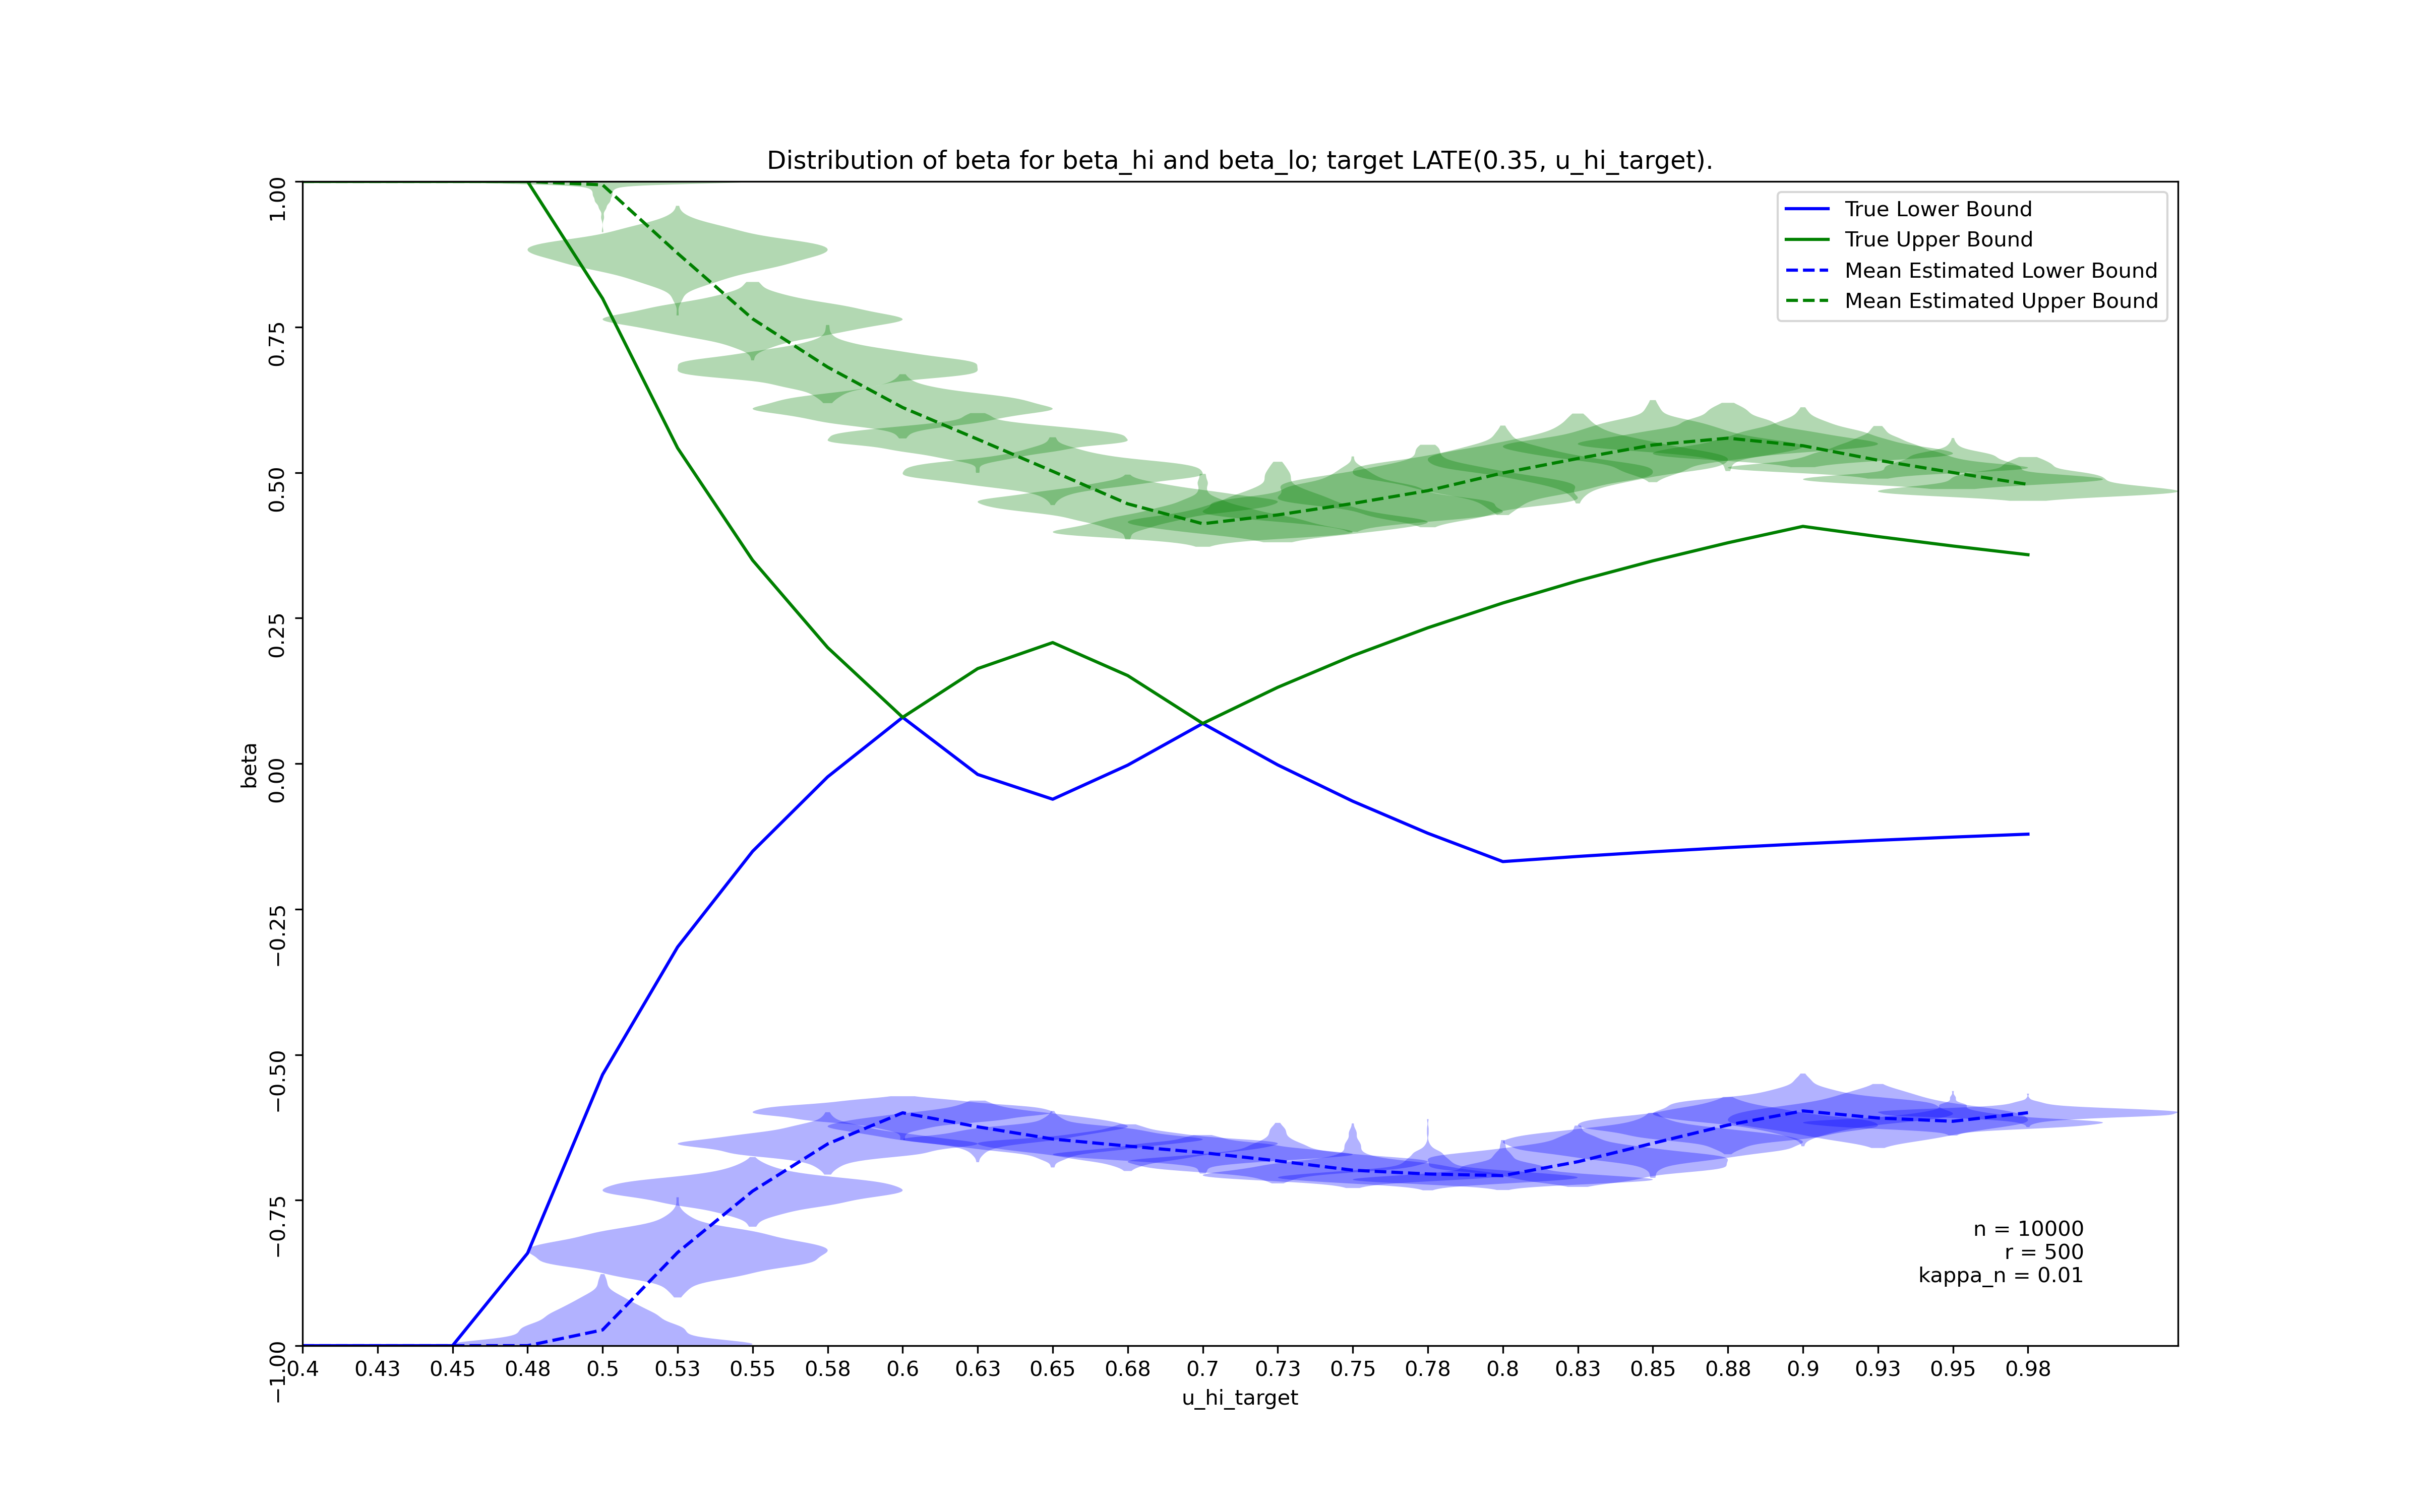 Distribution of beta for beta_hi and beta_lo; target LATE(0.35, u_hi_target).
True Lower Bound
True Upper Bound
Mean Estimated Lower Bound
Mean Estimated Upper Bound
1.00
0.75
0.50
0.25
0.00
−0.25
−0.50
−0.75
−1.00
beta
n = 10000
r = 500
kappa_n = 0.01
0.4 0.43 0.45 0.48 0.5 0.53 0.55 0.58 0.6 0.63 0.65 0.68 0.7 0.73 0.75 0.78 0.8 0.83 0.85 0.88 0.9 0.93 0.95 0.98
u_hi_target